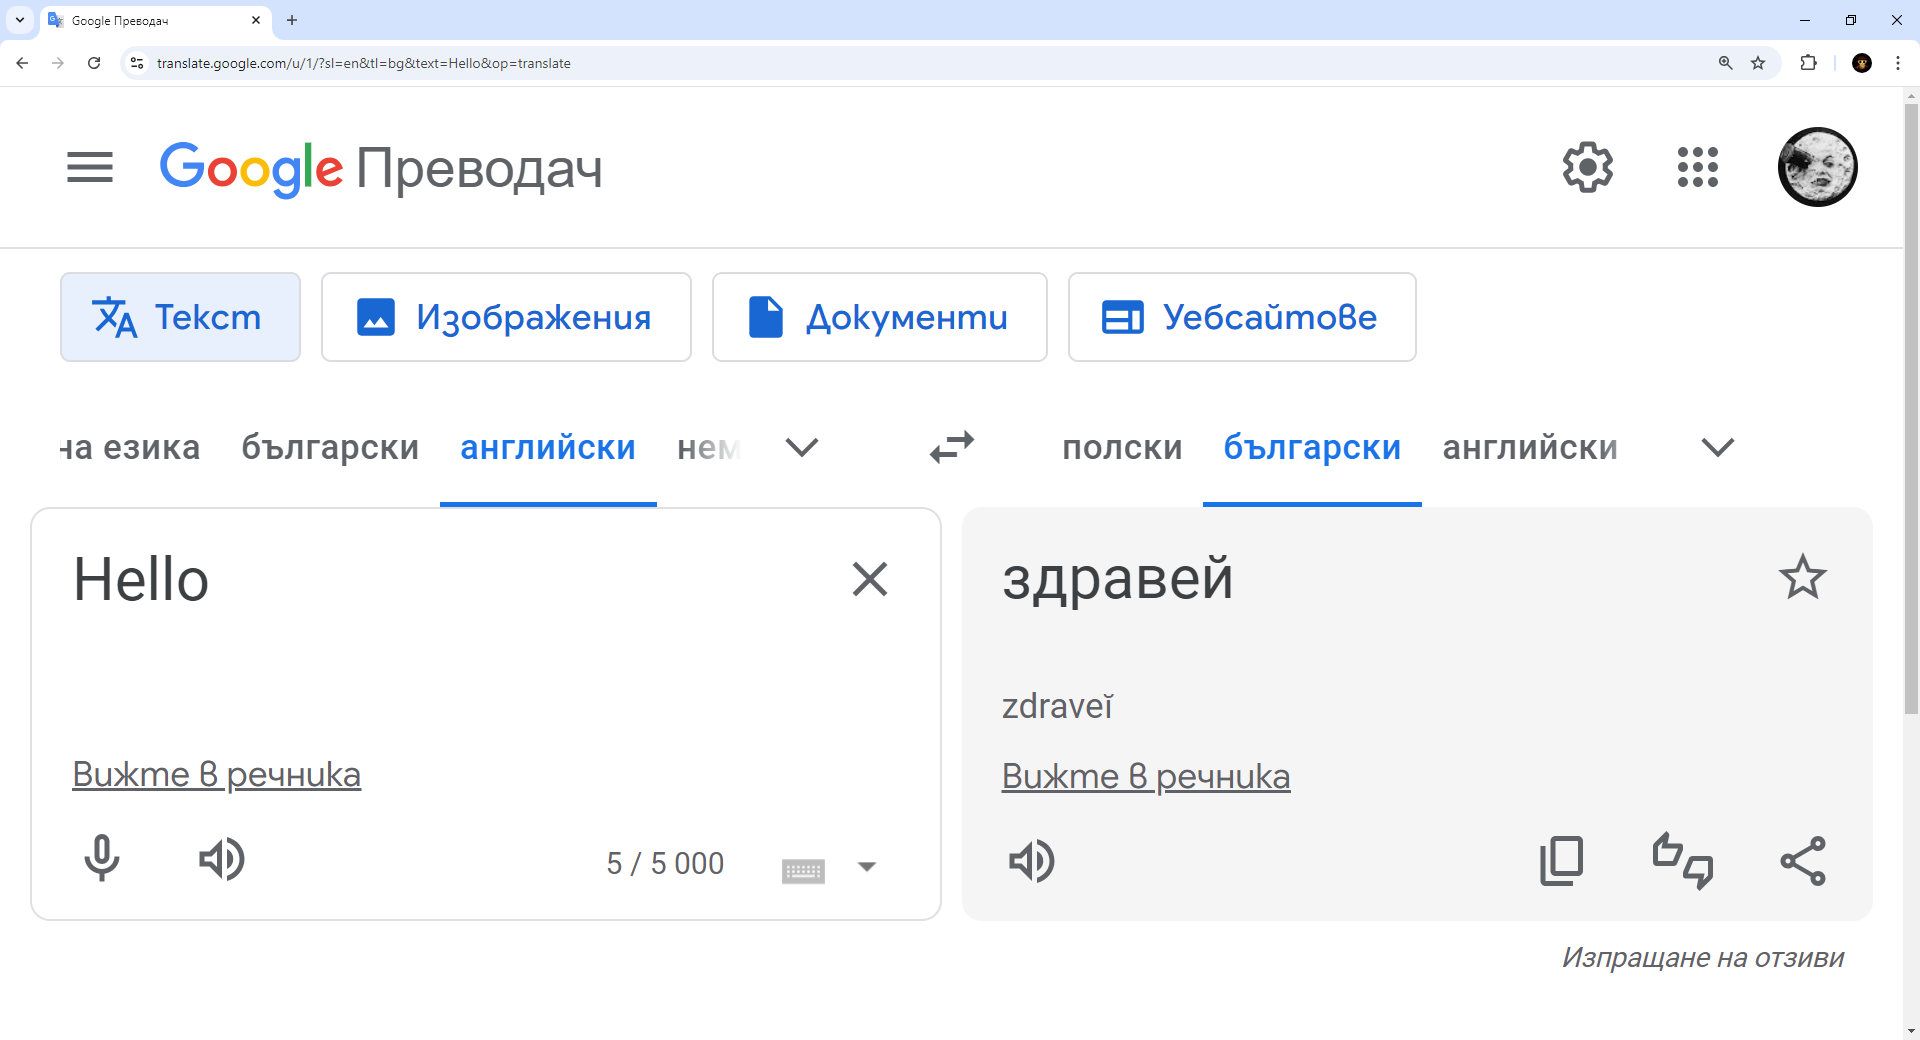 Google Преводач
translate.google.com/u/1/?sl=en&tl=bg&text=Hello&op=translate
Google Преводач
Текст
Изображения
Документи
Уебсайтове
на езика
български
английски
нем
полски
български
английски
Hello
здравей
zdraveĭ
Вижте в речника
Вижте в речника
5 / 5 000
Изпращане на отзиви